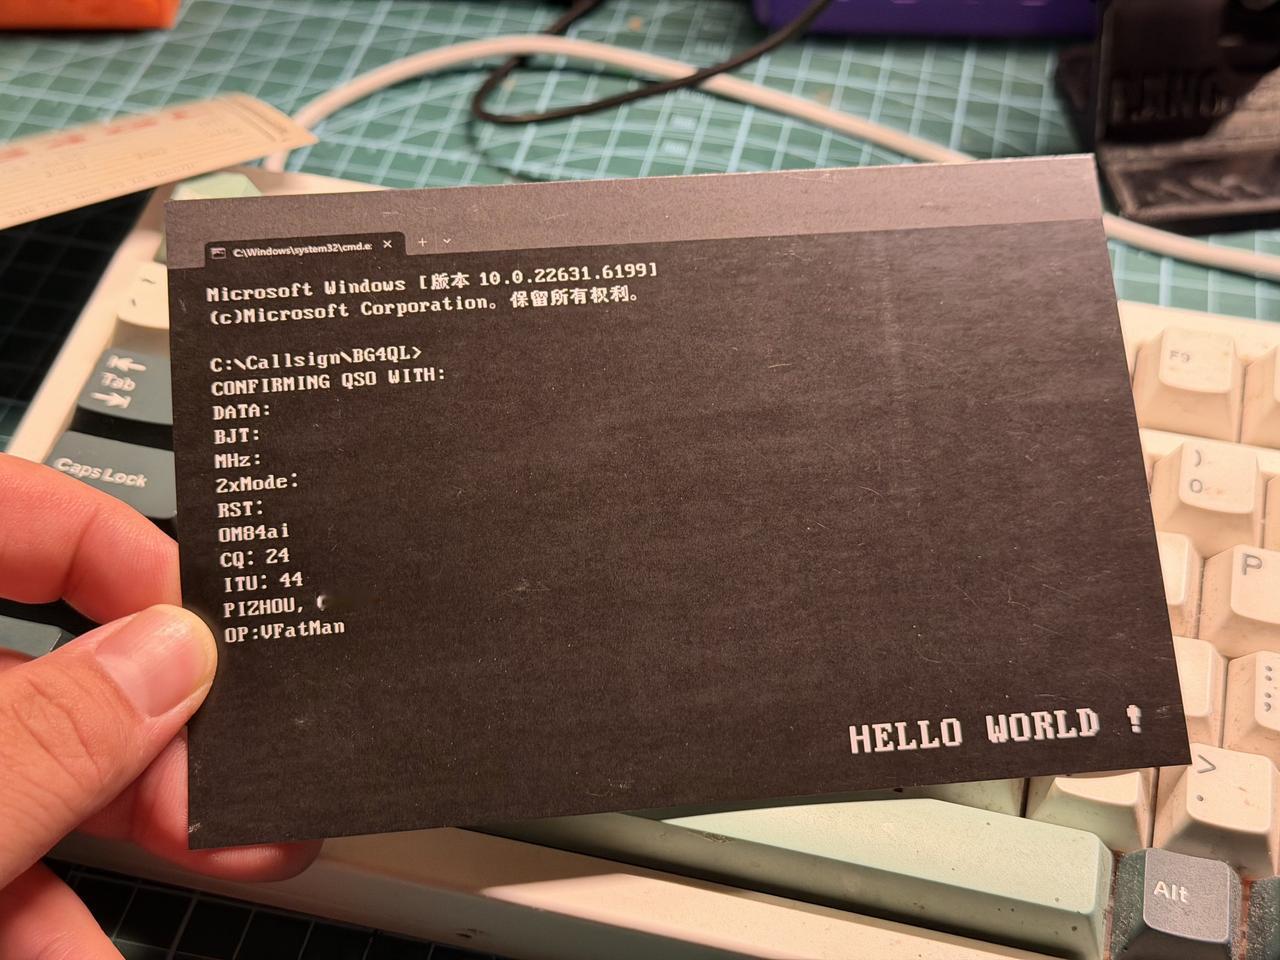 C:\Windows\system32\cmd.e
Microsoft Windows [版本 10.0.22631.6199]
(c)Microsoft Corporation。保留所有权利。
C:\Callsign\BG4QL>
CONFIRMING QSO WITH:
DATA:
BJT:
MHz:
2xMode:
RST:
OM84ai
CQ: 24
ITU: 44
PIZHOU,
OP:VFatMan
HELLO WORLD !
Tab
Caps Lock
F9
)
0
P
:
;
>
.
Alt